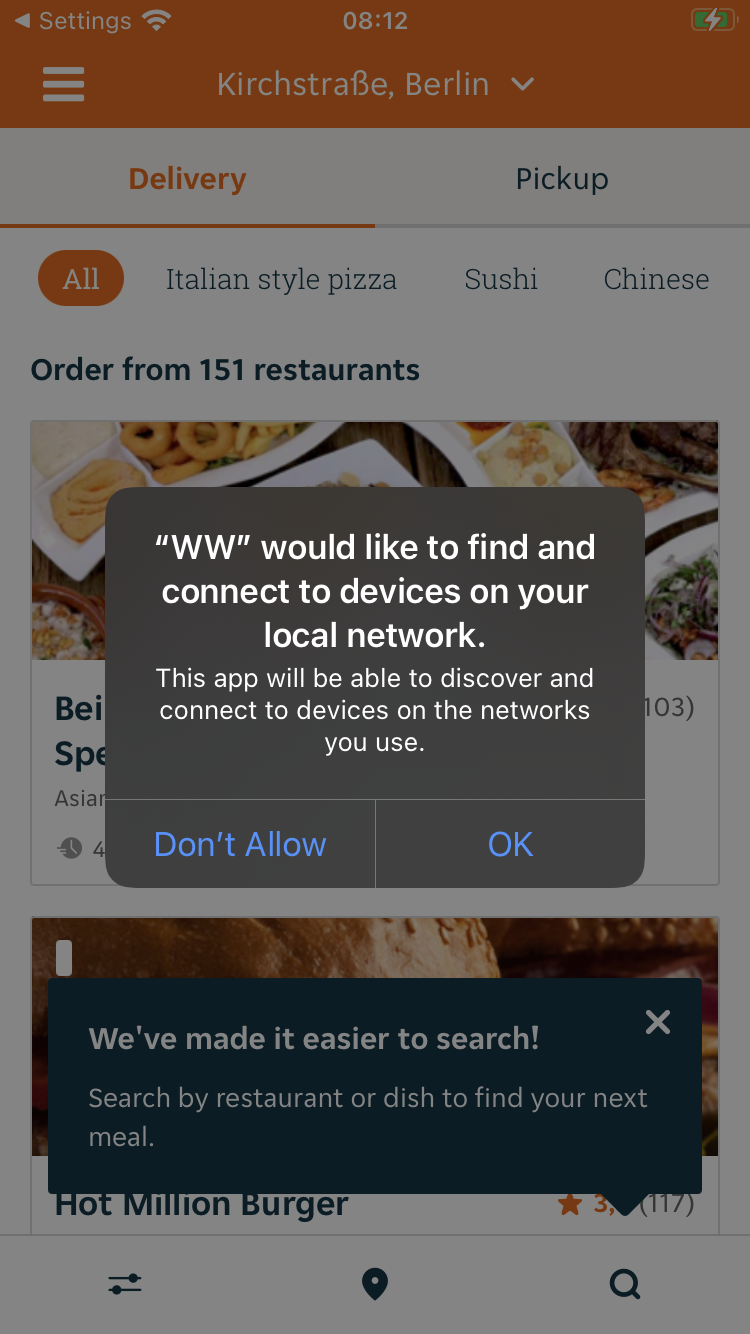 Settings 08:12
Kirchstraße, Berlin
Delivery Pickup
All Italian style pizza Sushi Chinese
Order from 151 restaurants
“WW” would like to find and
connect to devices on your
local network.
This app will be able to discover and
connect to devices on the networks
you use.
Don’t Allow OK
Bei
103)
We've made it easier to search!
Search by restaurant or dish to find your next
meal.
Hot Million Burger 3, (117)